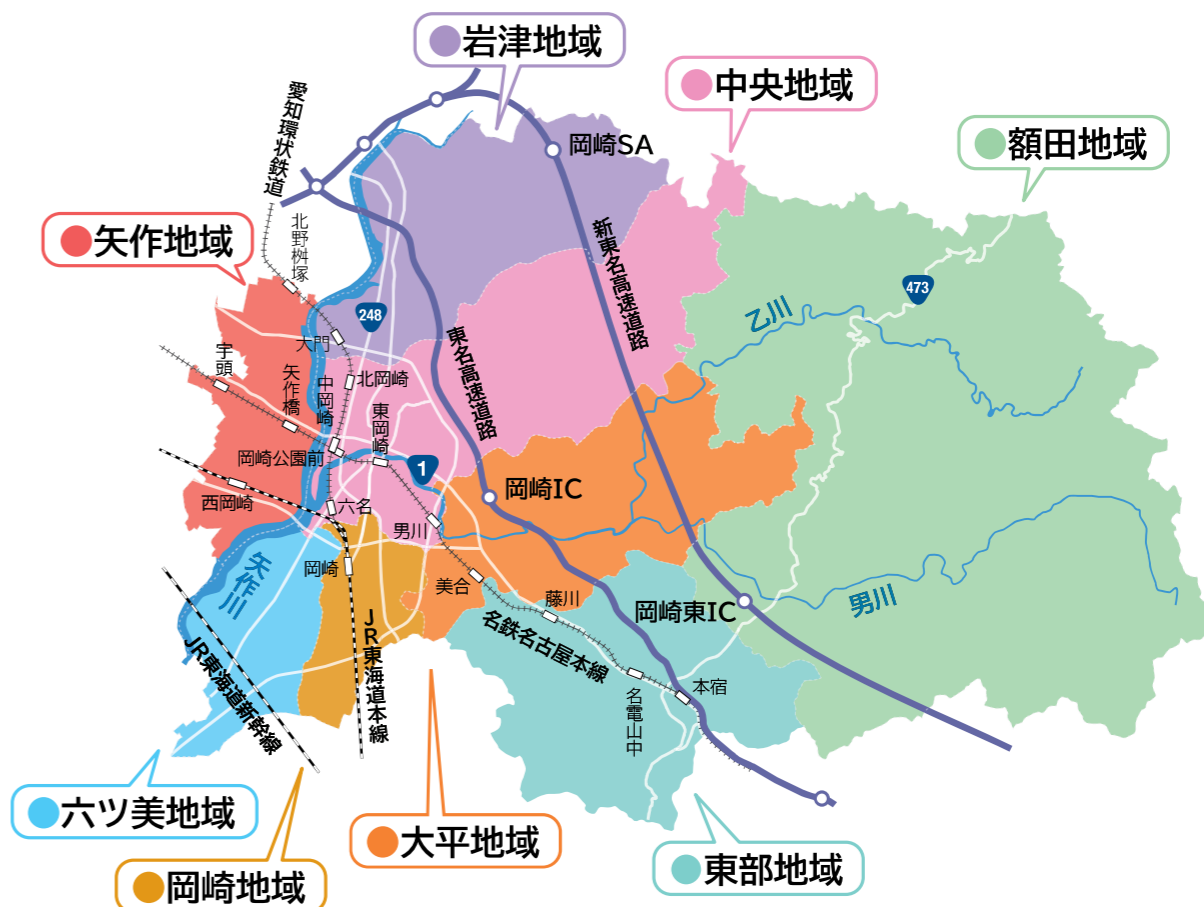 岩津地域
中央地域
額田地域
愛知環状鉄道
岡崎SA
矢作地域
北野桝塚
新東名高速道路
473
乙川
248
大門
東名高速道路
宇頭
矢作橋
中岡崎
北岡崎
東岡崎
岡崎公園前
1
岡崎IC
西岡崎
六名
男川
矢作川
岡崎
美合
藤川
岡崎東IC
男川
JR東海道新幹線
JR東海道本線
名鉄名古屋本線
名電山中
本宿
六ツ美地域
岡崎地域
大平地域
東部地域